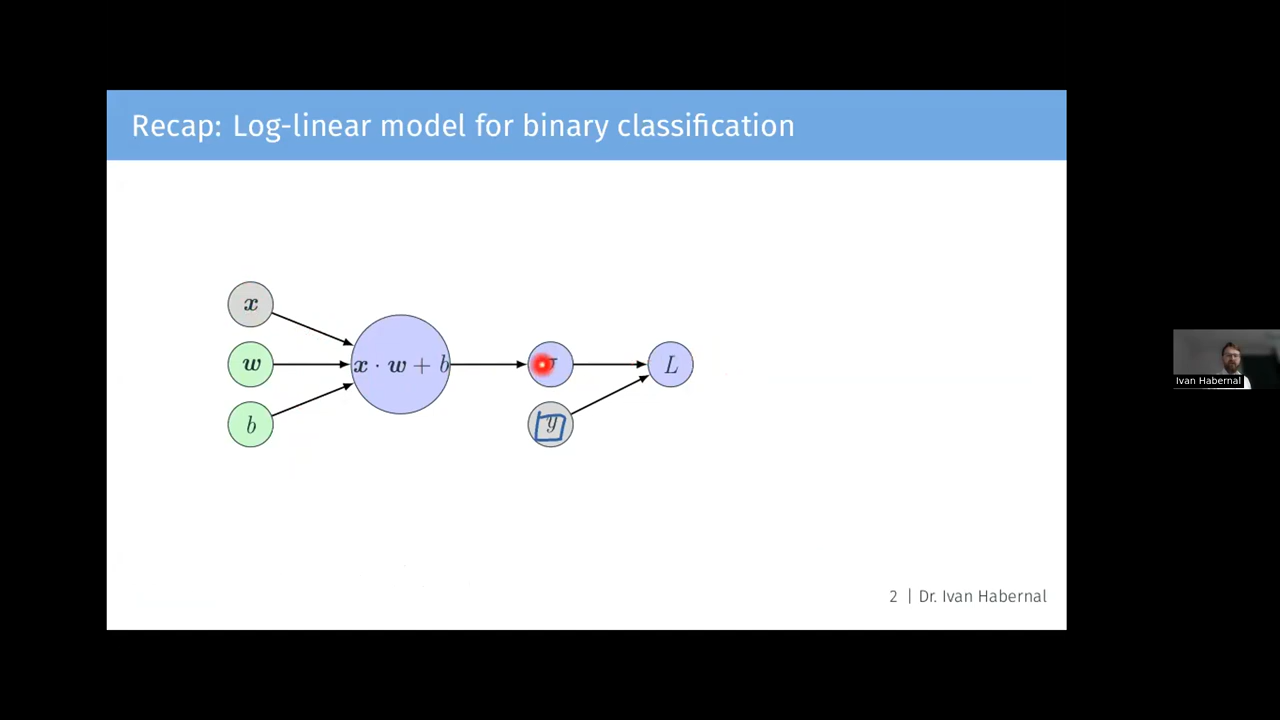 Recap: Log-linear model for binary classification
x
w
b
x · w + b
L
y
2 | Dr. Ivan Habernal
Ivan Habernal